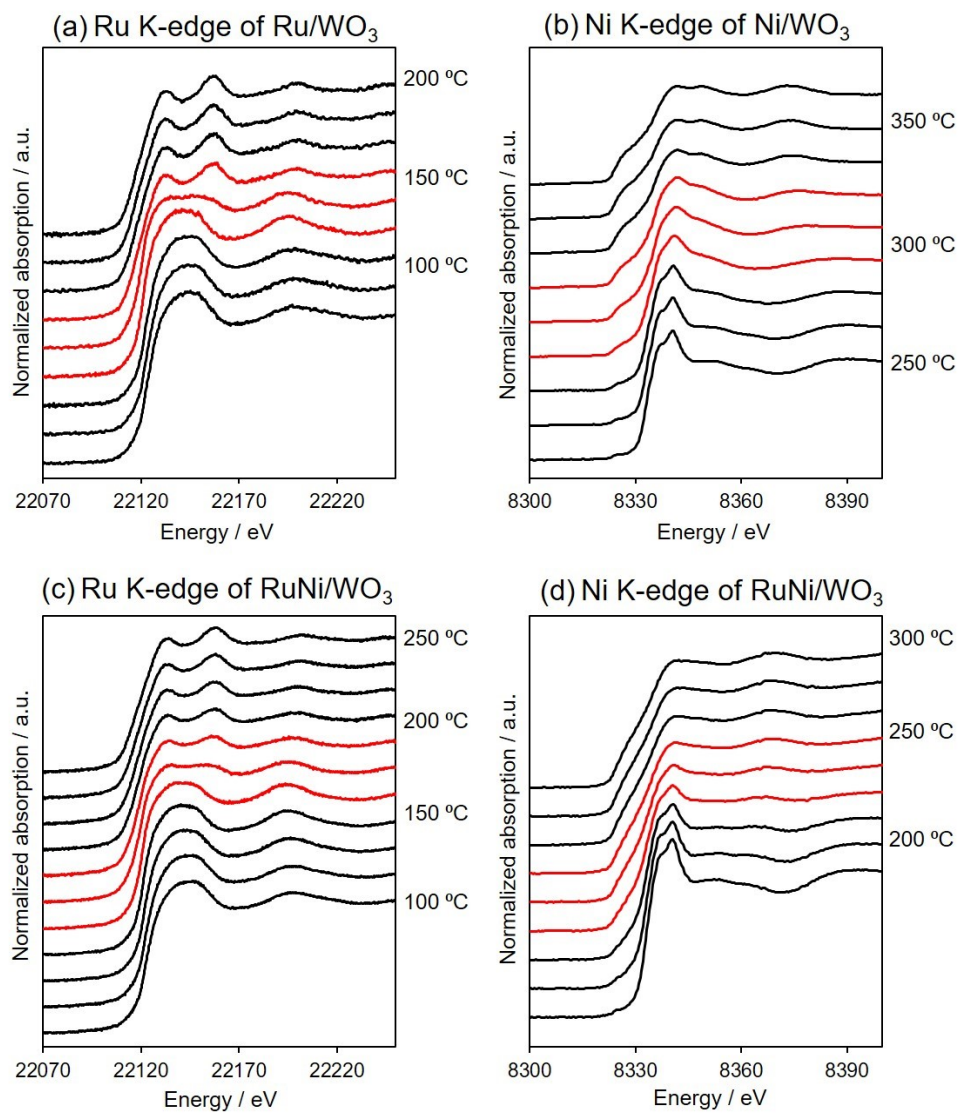 (a) Ru K-edge of Ru/WO₃
Normalized absorption / a.u.
200 ºC
150 ºC
100 ºC
22070 22120 22170 22220
Energy / eV
(b) Ni K-edge of Ni/WO₃
Normalized absorption / a.u.
350 ºC
300 ºC
250 ºC
8300 8330 8360 8390
Energy / eV
(c) Ru K-edge of RuNi/WO₃
Normalized absorption / a.u.
250 ºC
200 ºC
150 ºC
100 ºC
22070 22120 22170 22220
Energy / eV
(d) Ni K-edge of RuNi/WO₃
Normalized absorption / a.u.
300 ºC
250 ºC
200 ºC
8300 8330 8360 8390
Energy / eV